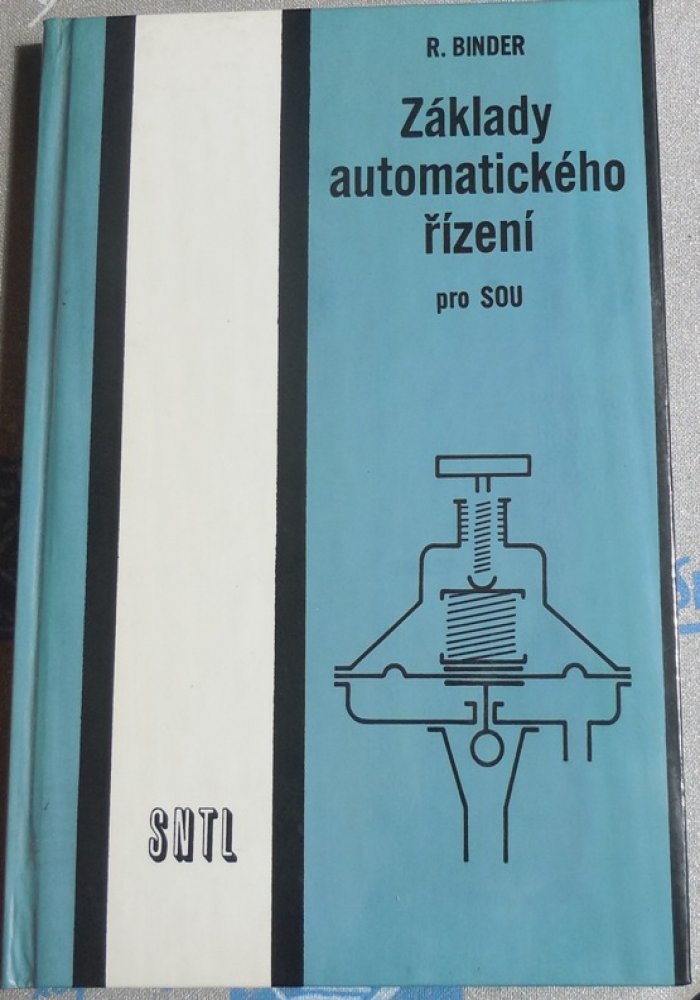 R. BINDER
Základy
automatického
řízení
pro SOU
SNTL